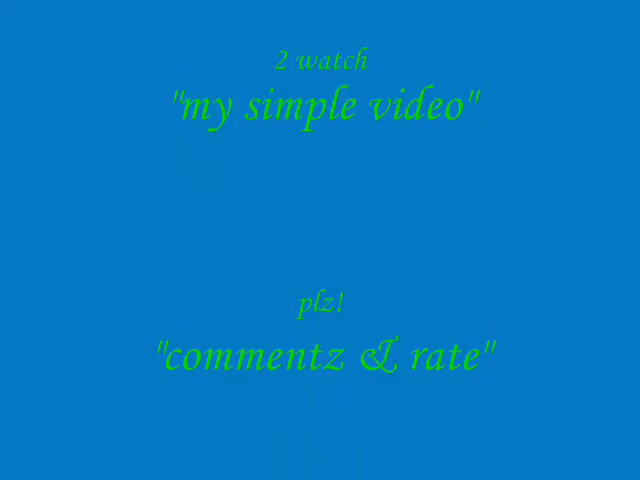 2 watch
"my simple video"
plz!
"commentz & rate"